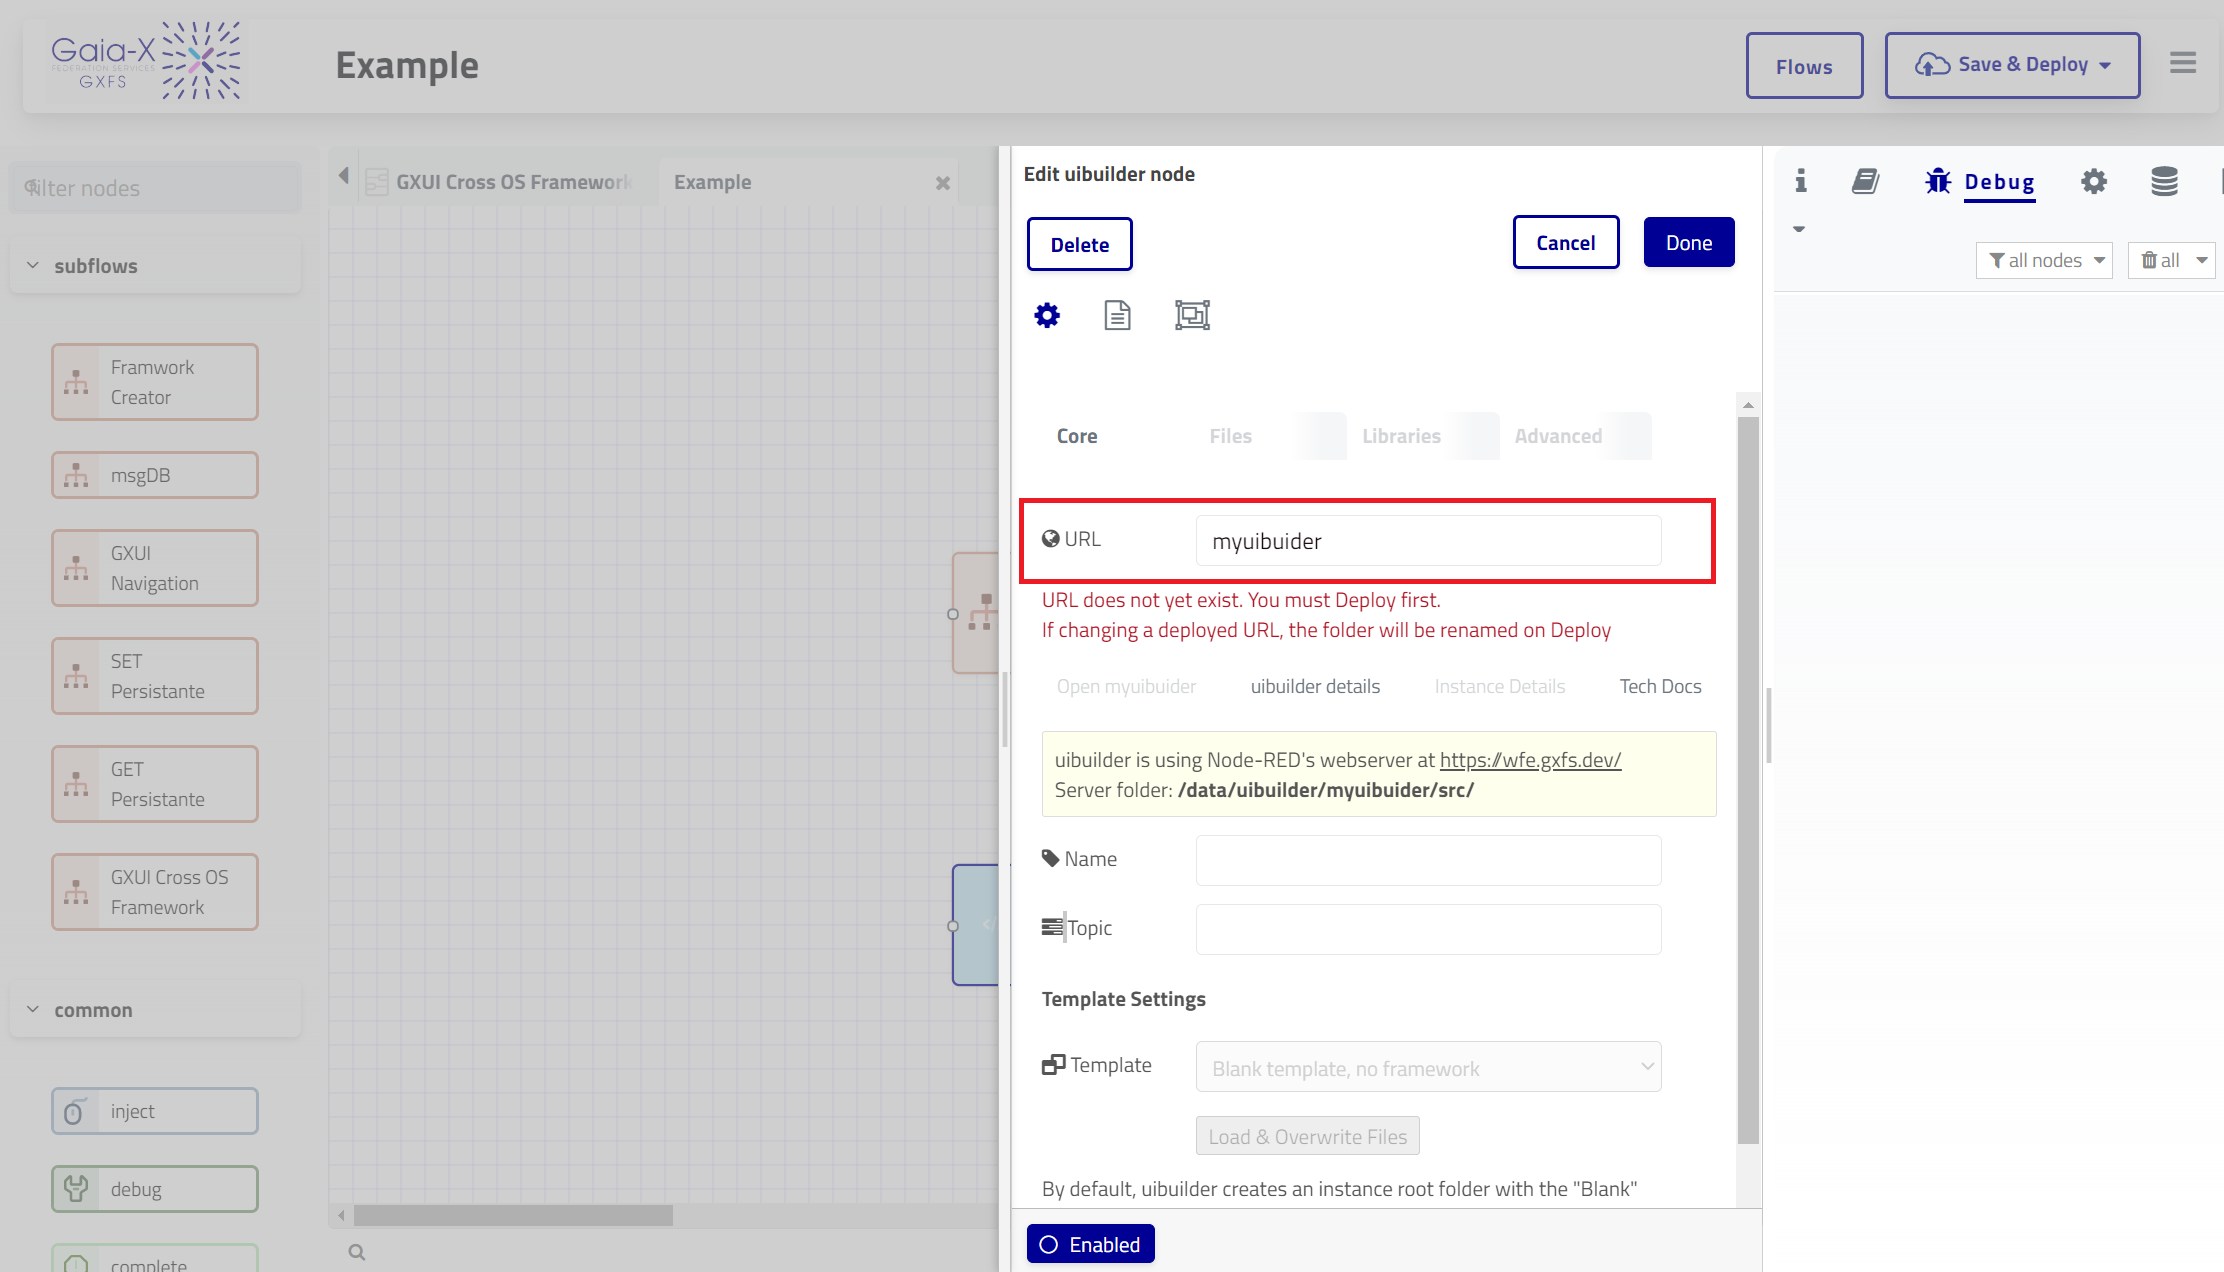 Gaia-X
FEDERATION SERVICES
GXFS
Example
Flows
Save & Deploy
filter nodes
subflows
Framwork
Creator
msgDB
GXUI
Navigation
SET
Persistante
GET
Persistante
GXUI Cross OS
Framework
common
inject
debug
complete
GXUI Cross OS Framework
Example
Edit uibuilder node
Delete
Cancel
Done
Core
Files
Libraries
Advanced
URL
myuibuider
URL does not yet exist. You must Deploy first.
If changing a deployed URL, the folder will be renamed on Deploy
Open myuibuider
uibuilder details
Instance Details
Tech Docs
uibuilder is using Node-RED's webserver at https://wfe.gxfs.dev/
Server folder: /data/uibuilder/myuibuider/src/
Name
Topic
Template Settings
Template
Blank template, no framework
Load & Overwrite Files
By default, uibuilder creates an instance root folder with the "Blank"
Enabled
Debug
all nodes
all